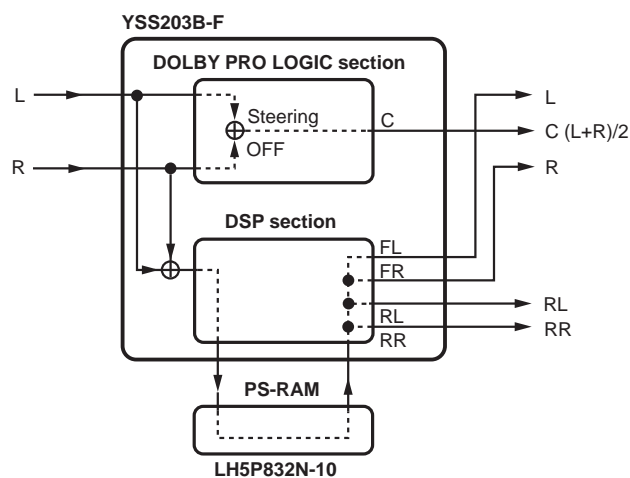 YSS203B-F
DOLBY PRO LOGIC section
L
Steering
C
L
C (L+R)/2
OFF
R
R
DSP section
FL
FR
RL
RL
RR
RR
PS-RAM
LH5P832N-10